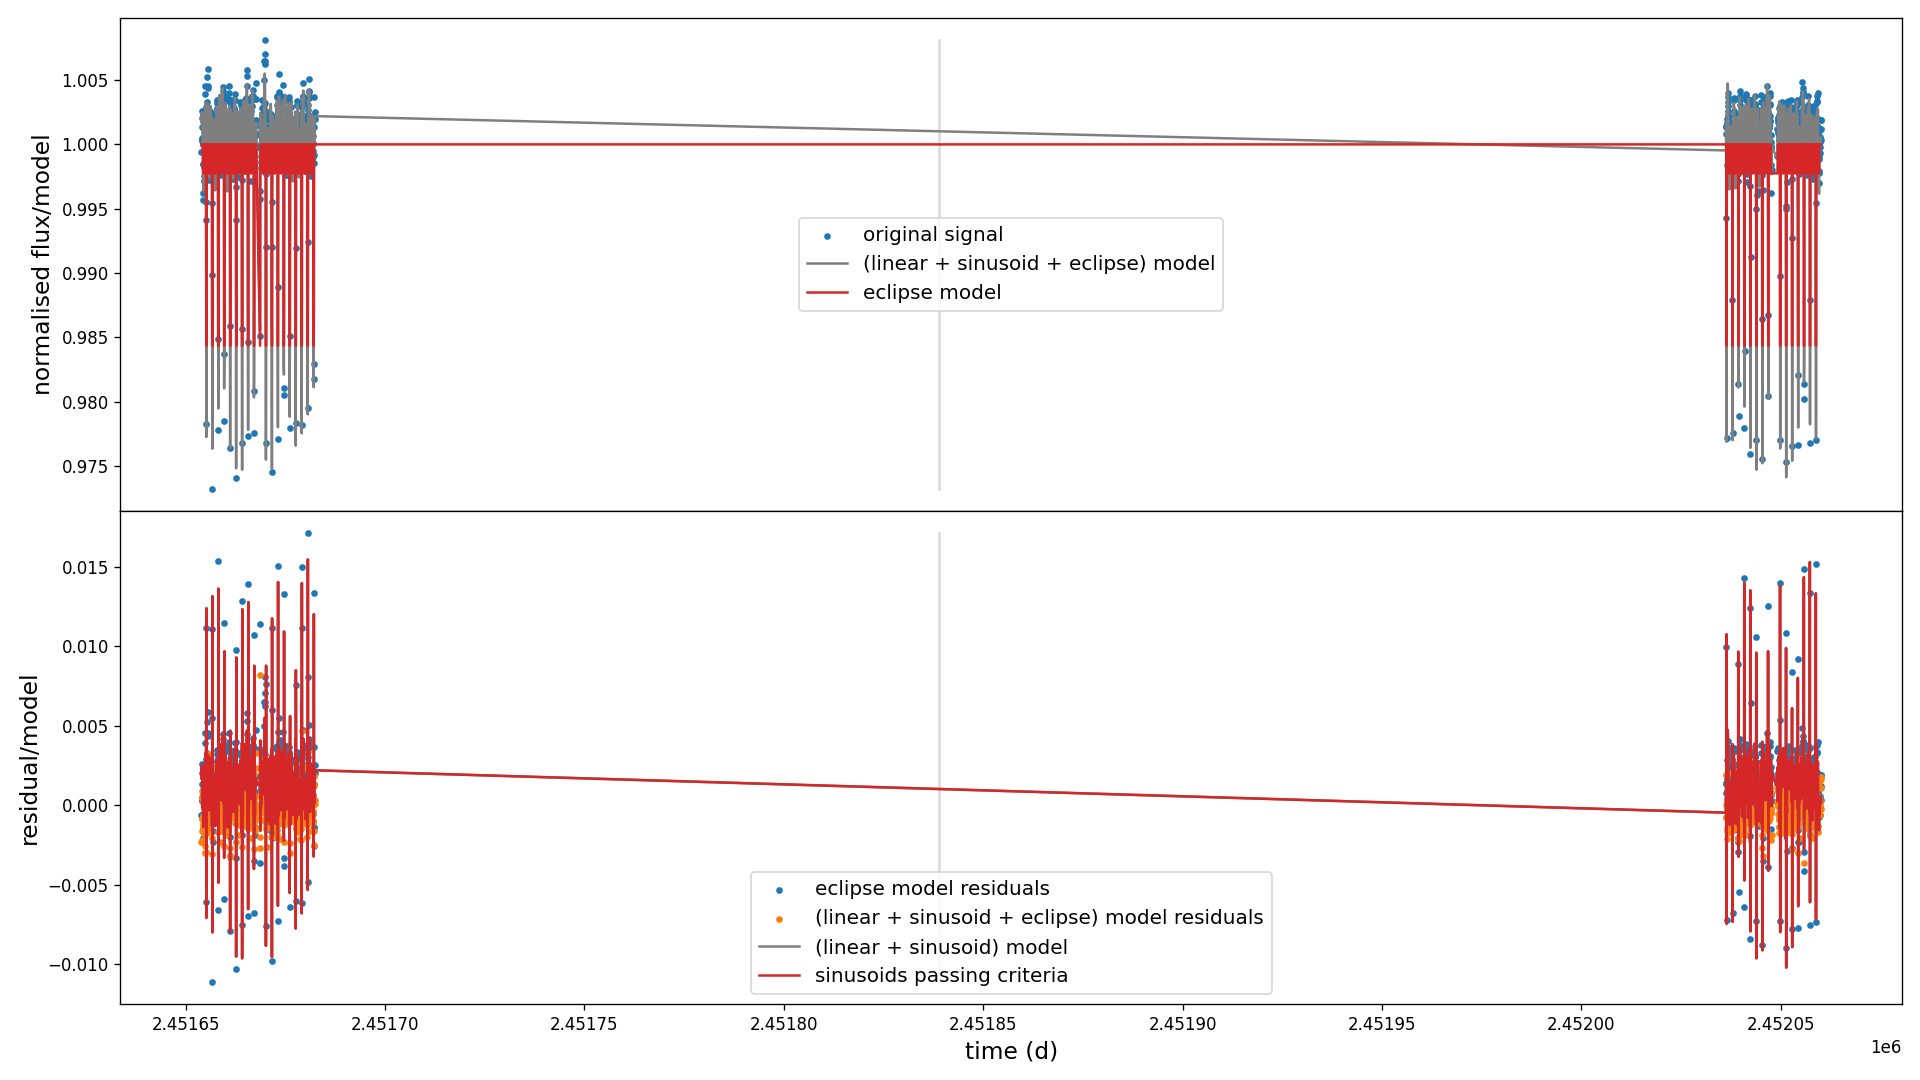 normalised flux/model
1.005
1.000
0.995
0.990
0.985
0.980
0.975
original signal
(linear + sinusoid + eclipse) model
eclipse model
residual/model
0.015
0.010
0.005
0.000
−0.005
−0.010
eclipse model residuals
(linear + sinusoid + eclipse) model residuals
(linear + sinusoid) model
sinusoids passing criteria
2.45165 2.45170 2.45175 2.45180 2.45185 2.45190 2.45195 2.45200 2.45205
time (d)
1e6